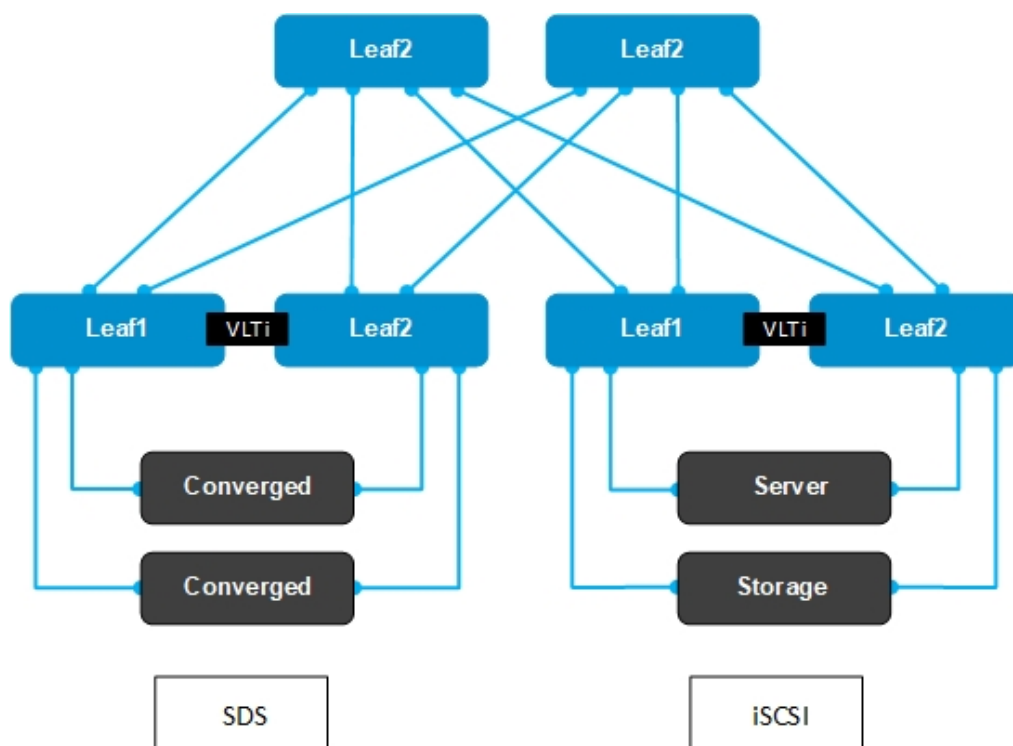 Leaf2 Leaf2
Leaf1 VLTi Leaf2 Leaf1 VLTi Leaf2
Converged Server
Converged Storage
SDS iSCSI